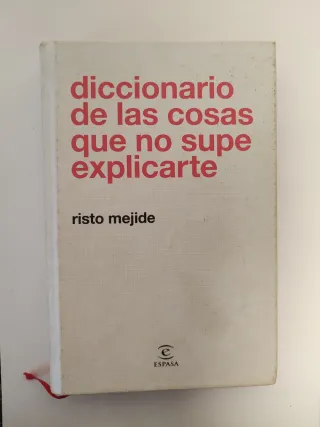 diccionario
de las cosas
que no supe
explicarte
risto mejide
e
ESPASA